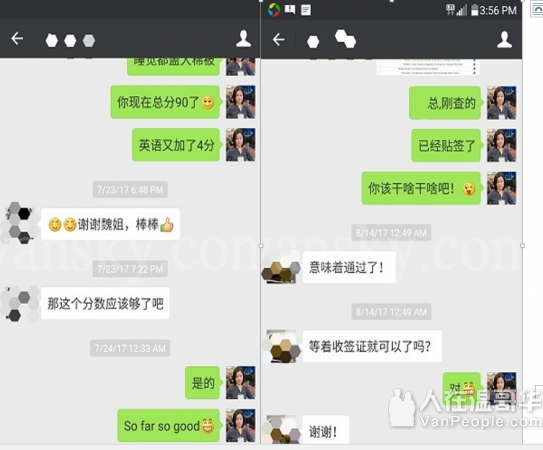 睡觉都盖大棉被
你现在总分90了
英语又加了4分
7/23/17 6:48 PM
谢谢魏姐，棒棒
7/23/17 7:22 PM
那这个分数应该够了吧
7/24/17 12:33 AM
是的
So far so good
3:56 PM
总,刚查的
已经贴签了
你该干啥干啥吧！
8/14/17 12:49 AM
意味着通过了！
8/14/17 12:49 AM
等着收签证就可以了吗？
对
谢谢！
人在温哥华
VanPeople.com